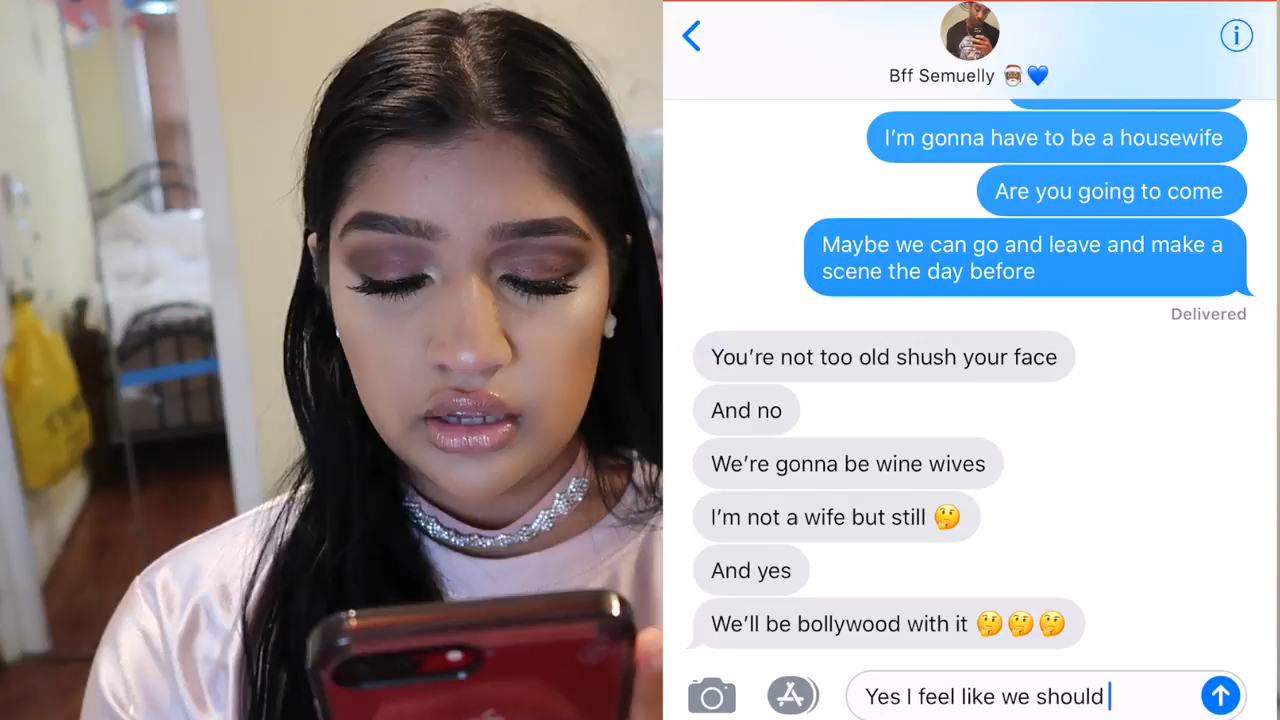 Bff Semuelly 🎅🏾💙
I'm gonna have to be a housewife
Are you going to come
Maybe we can go and leave and make a
scene the day before
Delivered
You're not too old shush your face
And no
We're gonna be wine wives
I'm not a wife but still 🤔
And yes
We'll be bollywood with it 🤔🤔🤔
Yes I feel like we should